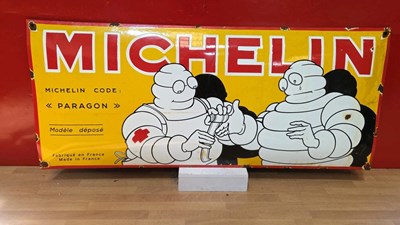 MICHELIN
MICHELIN CODE:
« PARAGON »
Modèle déposé
Fabriqué en France
Made in France